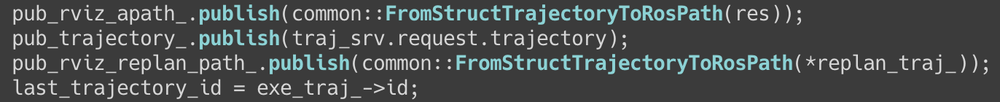 pub_rviz_apath_.publish(common::FromStructTrajectoryToRosPath(res));
pub_trajectory_.publish(traj_srv.request.trajectory);
pub_rviz_replan_path_.publish(common::FromStructTrajectoryToRosPath(*replan_traj_));
last_trajectory_id = exe_traj_->id;